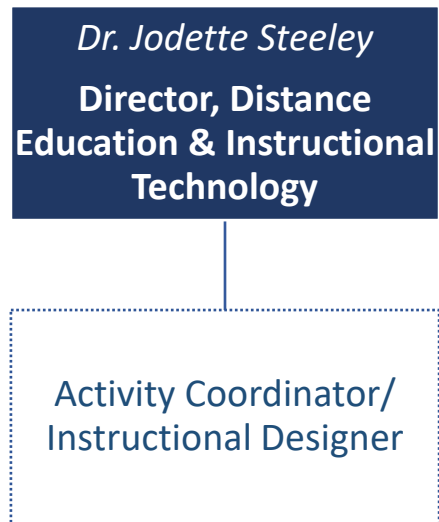 Dr. Jodette Steeley
Director, Distance
Education & Instructional
Technology
Activity Coordinator/
Instructional Designer